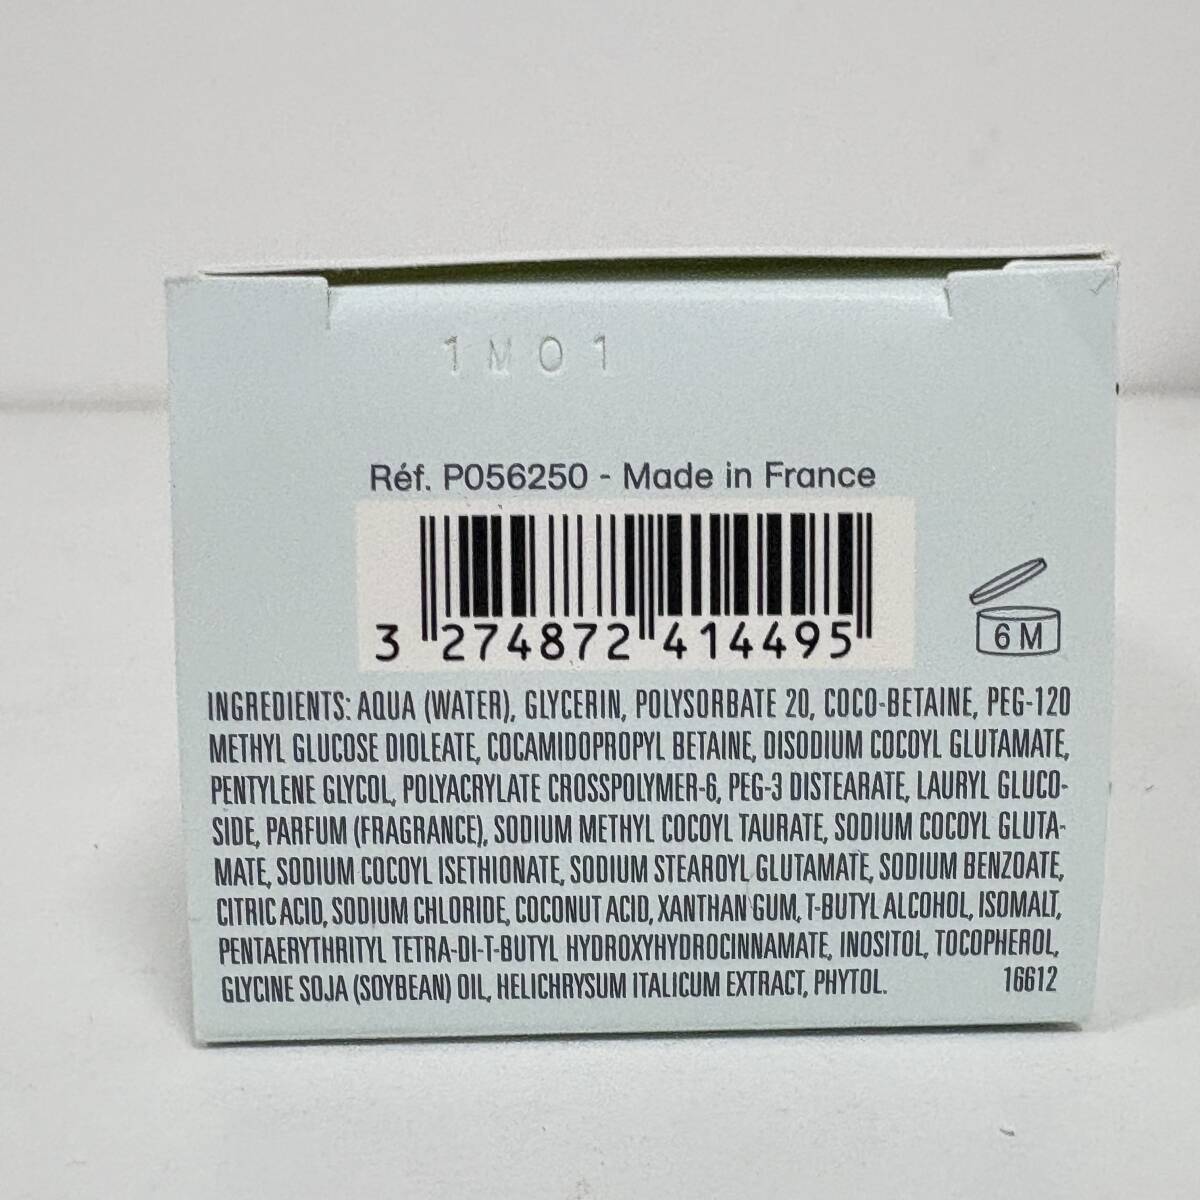 1M01
Réf. P056250 - Made in France
3 274872 414495
6 M
INGREDIENTS: AQUA (WATER), GLYCERIN, POLYSORBATE 20, COCO-BETAINE, PEG-120
METHYL GLUCOSE DIOLEATE, COCAMIDOPROPYL BETAINE, DISODIUM COCOYL GLUTAMATE,
PENTYLENE GLYCOL, POLYACRYLATE CROSSPOLYMER-6, PEG-3 DISTEARATE, LAURYL GLUCO-
SIDE, PARFUM (FRAGRANCE), SODIUM METHYL COCOYL TAURATE, SODIUM COCOYL GLUTA-
MATE, SODIUM COCOYL ISETHIONATE, SODIUM STEAROYL GLUTAMATE, SODIUM BENZOATE,
CITRIC ACID, SODIUM CHLORIDE, COCONUT ACID, XANTHAN GUM, T-BUTYL ALCOHOL, ISOMALT,
PENTAERYTHRITYL TETRA-DI-T-BUTYL HYDROXYHYDROCINNAMATE, INOSITOL, TOCOPHEROL,
GLYCINE SOJA (SOYBEAN) OIL, HELICHRYSUM ITALICUM EXTRACT, PHYTOL. 16612